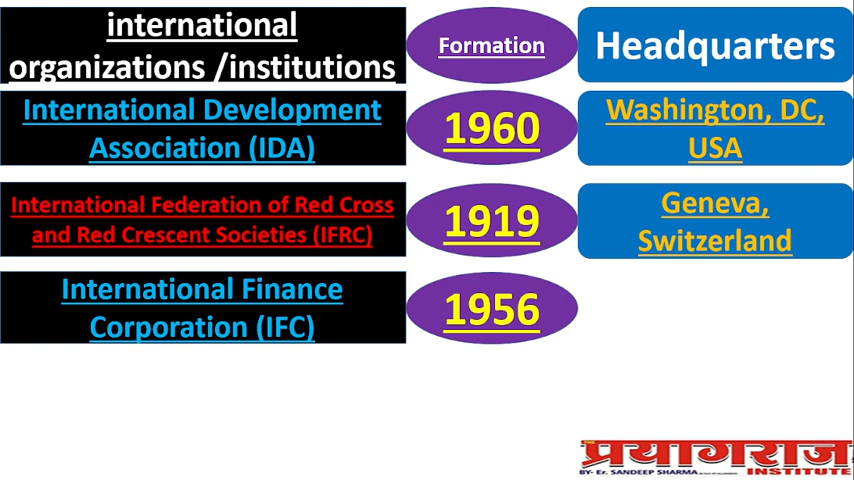 international
organizations /institutions
Formation
Headquarters
International Development
Association (IDA)
1960
Washington, DC,
USA
International Federation of Red Cross
and Red Crescent Societies (IFRC)
1919
Geneva,
Switzerland
International Finance
Corporation (IFC)
1956
THE
प्रयागराज
INSTITUTE
BY- Er. SANDEEP SHARMA